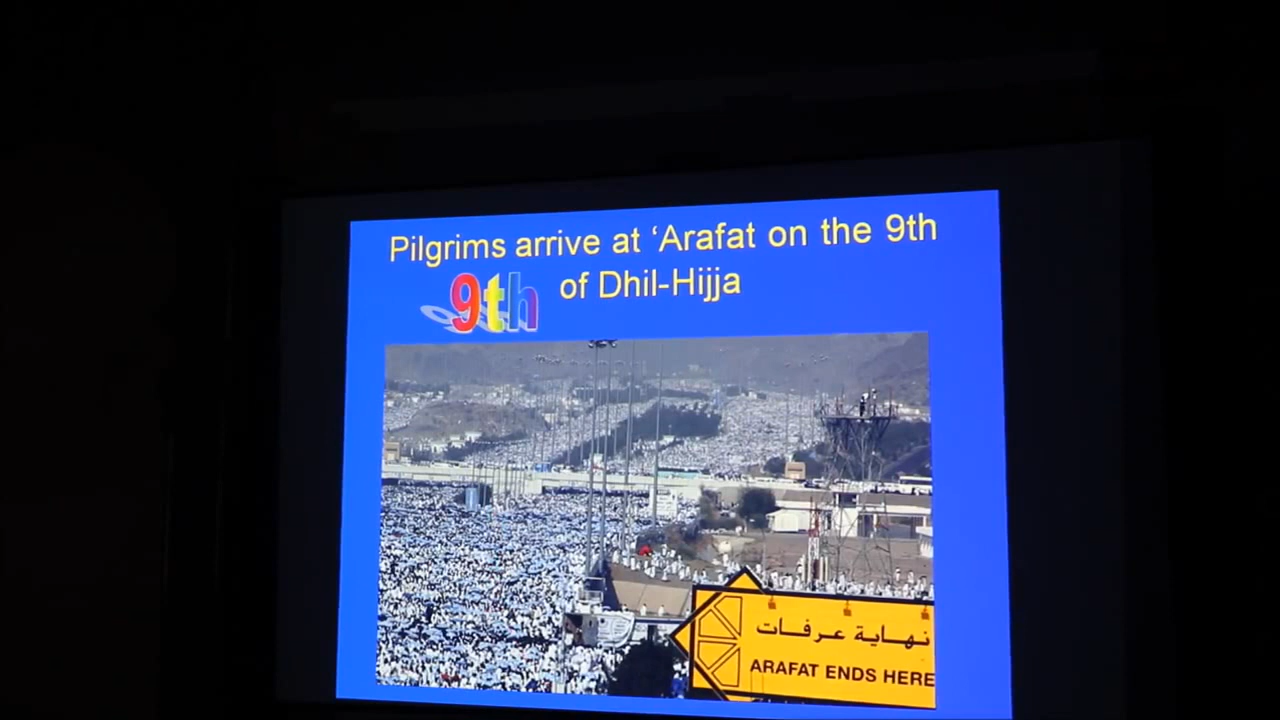 Pilgrims arrive at ‘Arafat on the 9th
of Dhil-Hijja
9th
نهاية عرفات
ARAFAT ENDS HERE